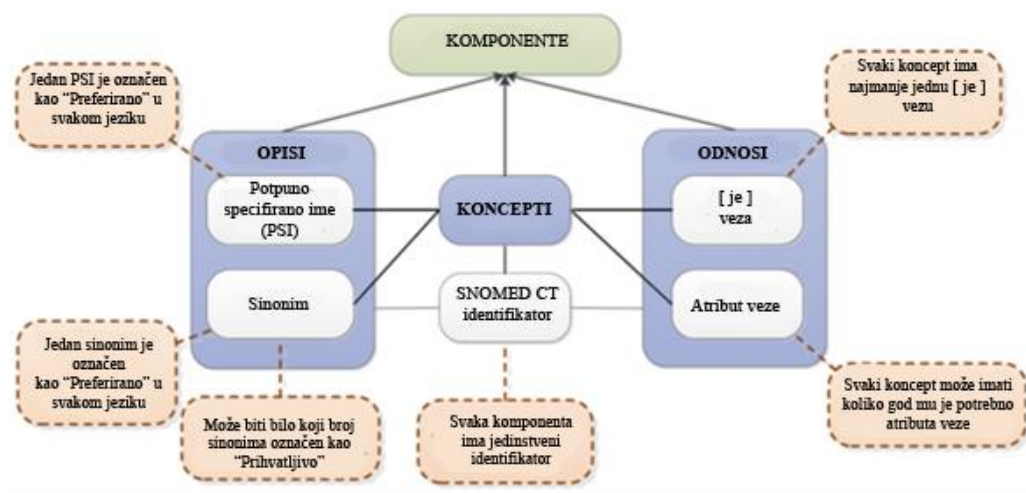 KOMPONENTE
Jedan PSI je označen
kao “Preferirano” u
svakom jeziku
Svaki koncept ima
najmanje jednu [ je ]
vezu
OPISI
ODNOSI
Potpuno
specifirano ime
(PSI)
KONCEPTI
[ je ]
veza
Sinonim
SNOMED CT
identifikator
Atribut veze
Jedan sinonim je
označen
kao “Preferirano” u
svakom jeziku
Može biti bilo koji broj
sinonima označen kao
“Prihvatljivo”
Svaka komponenta
ima jedinstveni
identifikator
Svaki koncept može imati
koliko god mu je potrebno
atributa veze